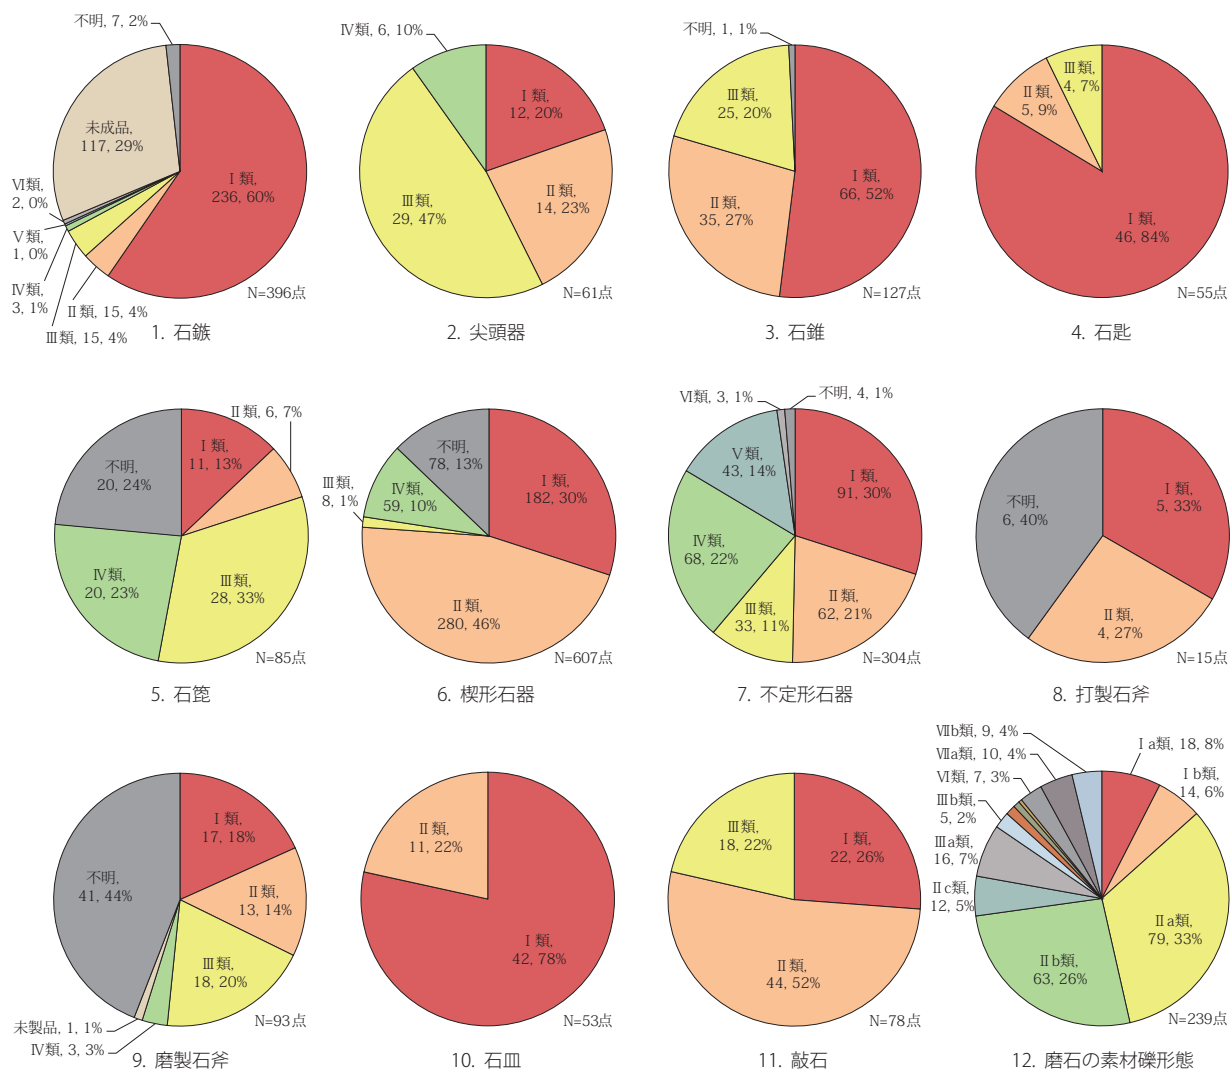 不明, 7, 2%
未成品,
117, 29%
Ⅰ類,
236, 60%
Ⅵ類,
2, 0%
Ⅴ類,
1, 0%
Ⅳ類,
3, 1%
Ⅲ類, 15, 4%
Ⅱ類, 15, 4%
N=396点
1. 石鏃
Ⅳ類, 6, 10%
Ⅰ類,
12, 20%
Ⅱ類,
14, 23%
Ⅲ類,
29, 47%
N=61点
2. 尖頭器
不明, 1, 1%
Ⅲ類,
25, 20%
Ⅰ類,
66, 52%
Ⅱ類,
35, 27%
N=127点
3. 石錐
Ⅲ類,
4, 7%
Ⅱ類,
5, 9%
Ⅰ類,
46, 84%
N=55点
4. 石匙
Ⅱ類, 6, 7%
Ⅰ類,
11, 13%
不明,
20, 24%
Ⅳ類,
20, 23%
Ⅲ類,
28, 33%
N=85点
5. 石箆
不明,
78, 13%
Ⅰ類,
182, 30%
Ⅲ類,
8, 1%
Ⅳ類,
59, 10%
Ⅱ類,
280, 46%
N=607点
6. 楔形石器
Ⅵ類, 3, 1%
不明, 4, 1%
Ⅴ類,
43, 14%
Ⅰ類,
91, 30%
Ⅳ類,
68, 22%
Ⅲ類,
33, 11%
Ⅱ類,
62, 21%
N=304点
7. 不定形石器
不明,
6, 40%
Ⅰ類,
5, 33%
Ⅱ類,
4, 27%
N=15点
8. 打製石斧
Ⅰ類,
17, 18%
不明,
41, 44%
Ⅱ類,
13, 14%
Ⅲ類,
18, 20%
未製品, 1, 1%
Ⅳ類, 3, 3%
N=93点
9. 磨製石斧
Ⅱ類,
11, 22%
Ⅰ類,
42, 78%
N=53点
10. 石皿
Ⅲ類,
18, 22%
Ⅰ類,
22, 26%
Ⅱ類,
44, 52%
N=78点
11. 敲石
Ⅶb類, 9, 4%
Ⅶa類, 10, 4%
Ⅵ類, 7, 3%
Ⅲb類,
5, 2%
Ⅲa類,
16, 7%
Ⅱc類,
12, 5%
Ⅰa類, 18, 8%
Ⅰb類,
14, 6%
Ⅱa類,
79, 33%
Ⅱb類,
63, 26%
N=239点
12. 磨石の素材礫形態